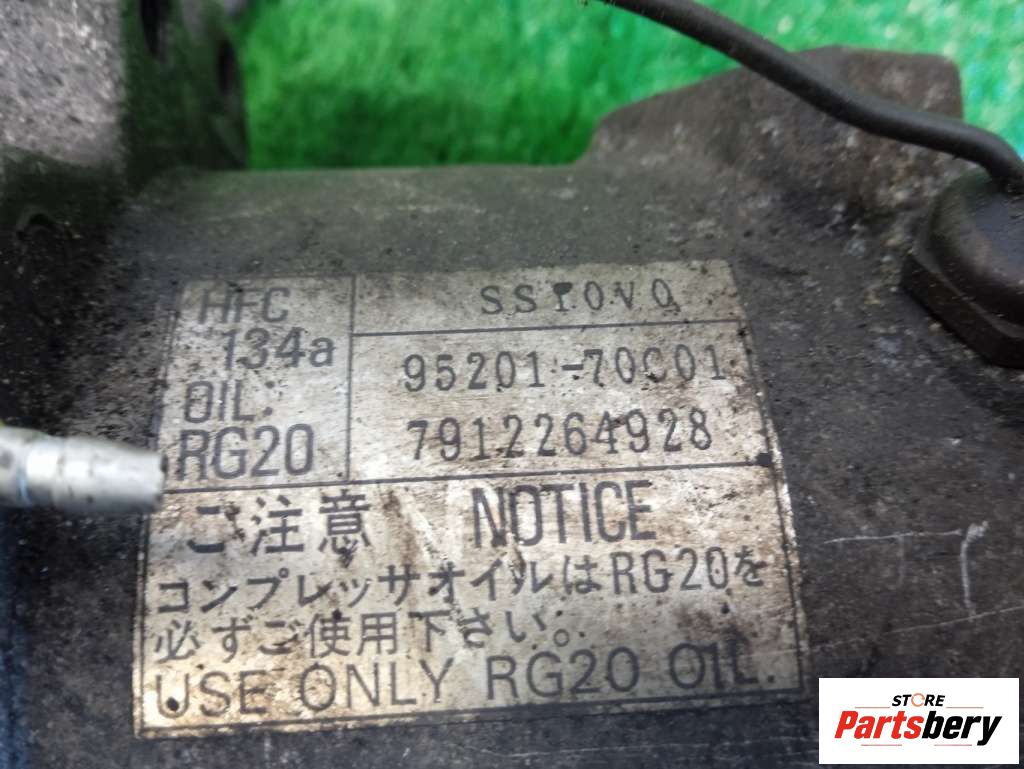 HFC
134a
OIL:
RG20
SS10V0
95201-70C01
7912264928
ご注意 NOTICE
コンプレッサオイルはRG20を
必ずご使用下さい。
USE ONLY RG20 OIL.
STORE
Partsbery